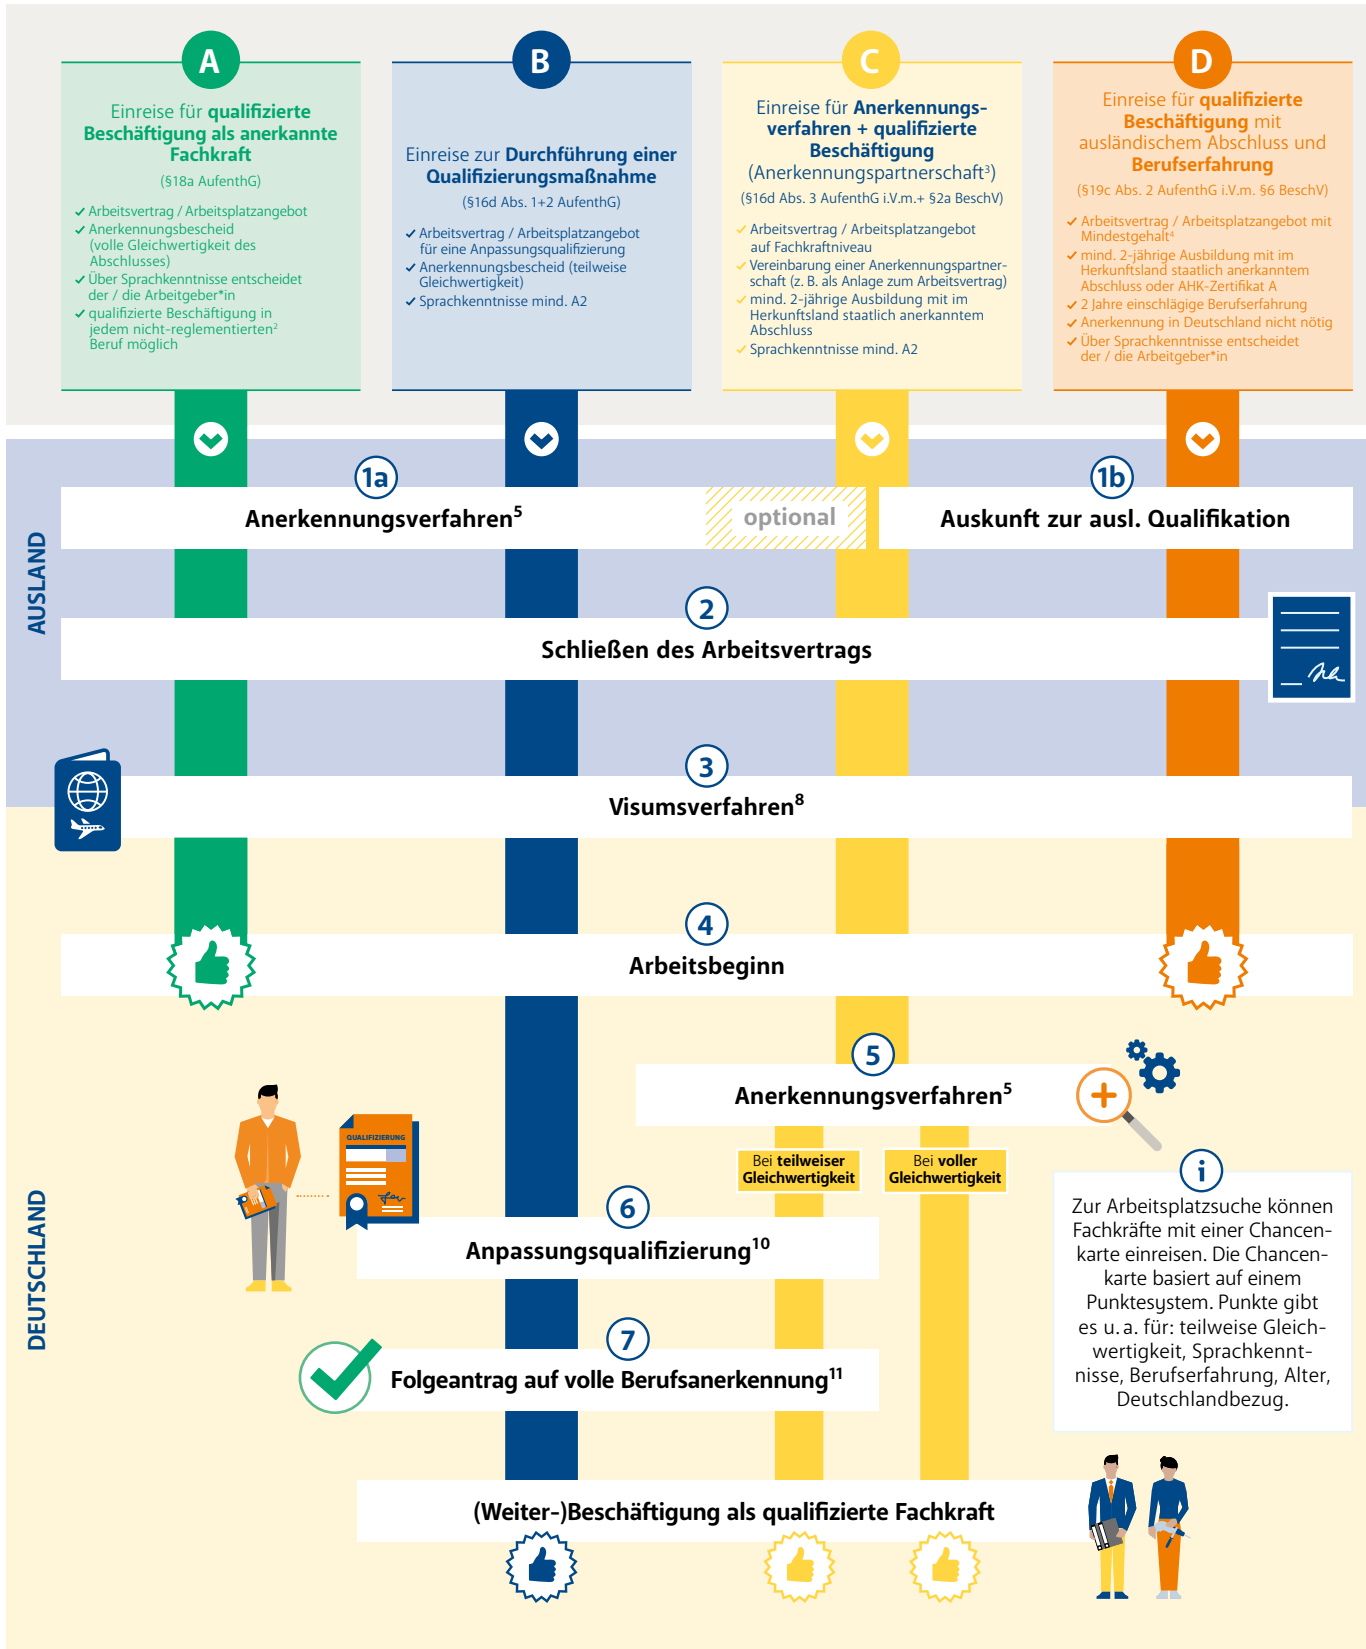 A
Einreise für qualifizierte
Beschäftigung als anerkannte
Fachkraft
(§18a AufenthG)
✓ Arbeitsvertrag / Arbeitsplatzangebot
✓ Anerkennungsbescheid
(volle Gleichwertigkeit des
Abschlusses)
✓ Über Sprachkenntnisse entscheidet
der / die Arbeitgeber*in
✓ qualifizierte Beschäftigung in
jedem nicht-reglementierten²
Beruf möglich
B
Einreise zur Durchführung einer
Qualifizierungsmaßnahme
(§16d Abs. 1+2 AufenthG)
✓ Arbeitsvertrag / Arbeitsplatzangebot
für eine Anpassungsqualifizierung
✓ Anerkennungsbescheid (teilweise
Gleichwertigkeit)
✓ Sprachkenntnisse mind. A2
C
Einreise für Anerkennungs-
verfahren + qualifizierte
Beschäftigung
(Anerkennungspartnerschaft³)
(§16d Abs. 3 AufenthG i.V.m.+ §2a BeschV)
✓ Arbeitsvertrag / Arbeitsplatzangebot
auf Fachkraftniveau
✓ Vereinbarung einer Anerkennungspartner-
schaft (z. B. als Anlage zum Arbeitsvertrag)
✓ mind. 2-jährige Ausbildung mit im
Herkunftsland staatlich anerkanntem
Abschluss
✓ Sprachkenntnisse mind. A2
D
Einreise für qualifizierte
Beschäftigung mit
ausländischem Abschluss und
Berufserfahrung
(§19c Abs. 2 AufenthG i.V.m. §6 BeschV)
✓ Arbeitsvertrag / Arbeitsplatzangebot mit
Mindestgehalt⁴
✓ mind. 2-jährige Ausbildung mit im
Herkunftsland staatlich anerkanntem
Abschluss oder AHK-Zertifikat A
✓ 2 Jahre einschlägige Berufserfahrung
✓ Anerkennung in Deutschland nicht nötig
✓ Über Sprachkenntnisse entscheidet
der / die Arbeitgeber*in
AUSLAND
1a
Anerkennungsverfahren⁵
optional
1b
Auskunft zur ausl. Qualifikation
2
Schließen des Arbeitsvertrags
3
Visumsverfahren⁸
DEUTSCHLAND
4
Arbeitsbeginn
5
Anerkennungsverfahren⁵
QUALIFIZIERUNG
Bei teilweiser
Gleichwertigkeit
Bei voller
Gleichwertigkeit
6
Anpassungsqualifizierung¹⁰
7
Folgeantrag auf volle Berufsanerkennung¹¹
(Weiter-)Beschäftigung als qualifizierte Fachkraft
i
Zur Arbeitsplatzsuche können
Fachkräfte mit einer Chancen-
karte einreisen. Die Chancen-
karte basiert auf einem
Punktesystem. Punkte gibt
es u. a. für: teilweise Gleich-
wertigkeit, Sprachkennt-
nisse, Berufserfahrung, Alter,
Deutschlandbezug.